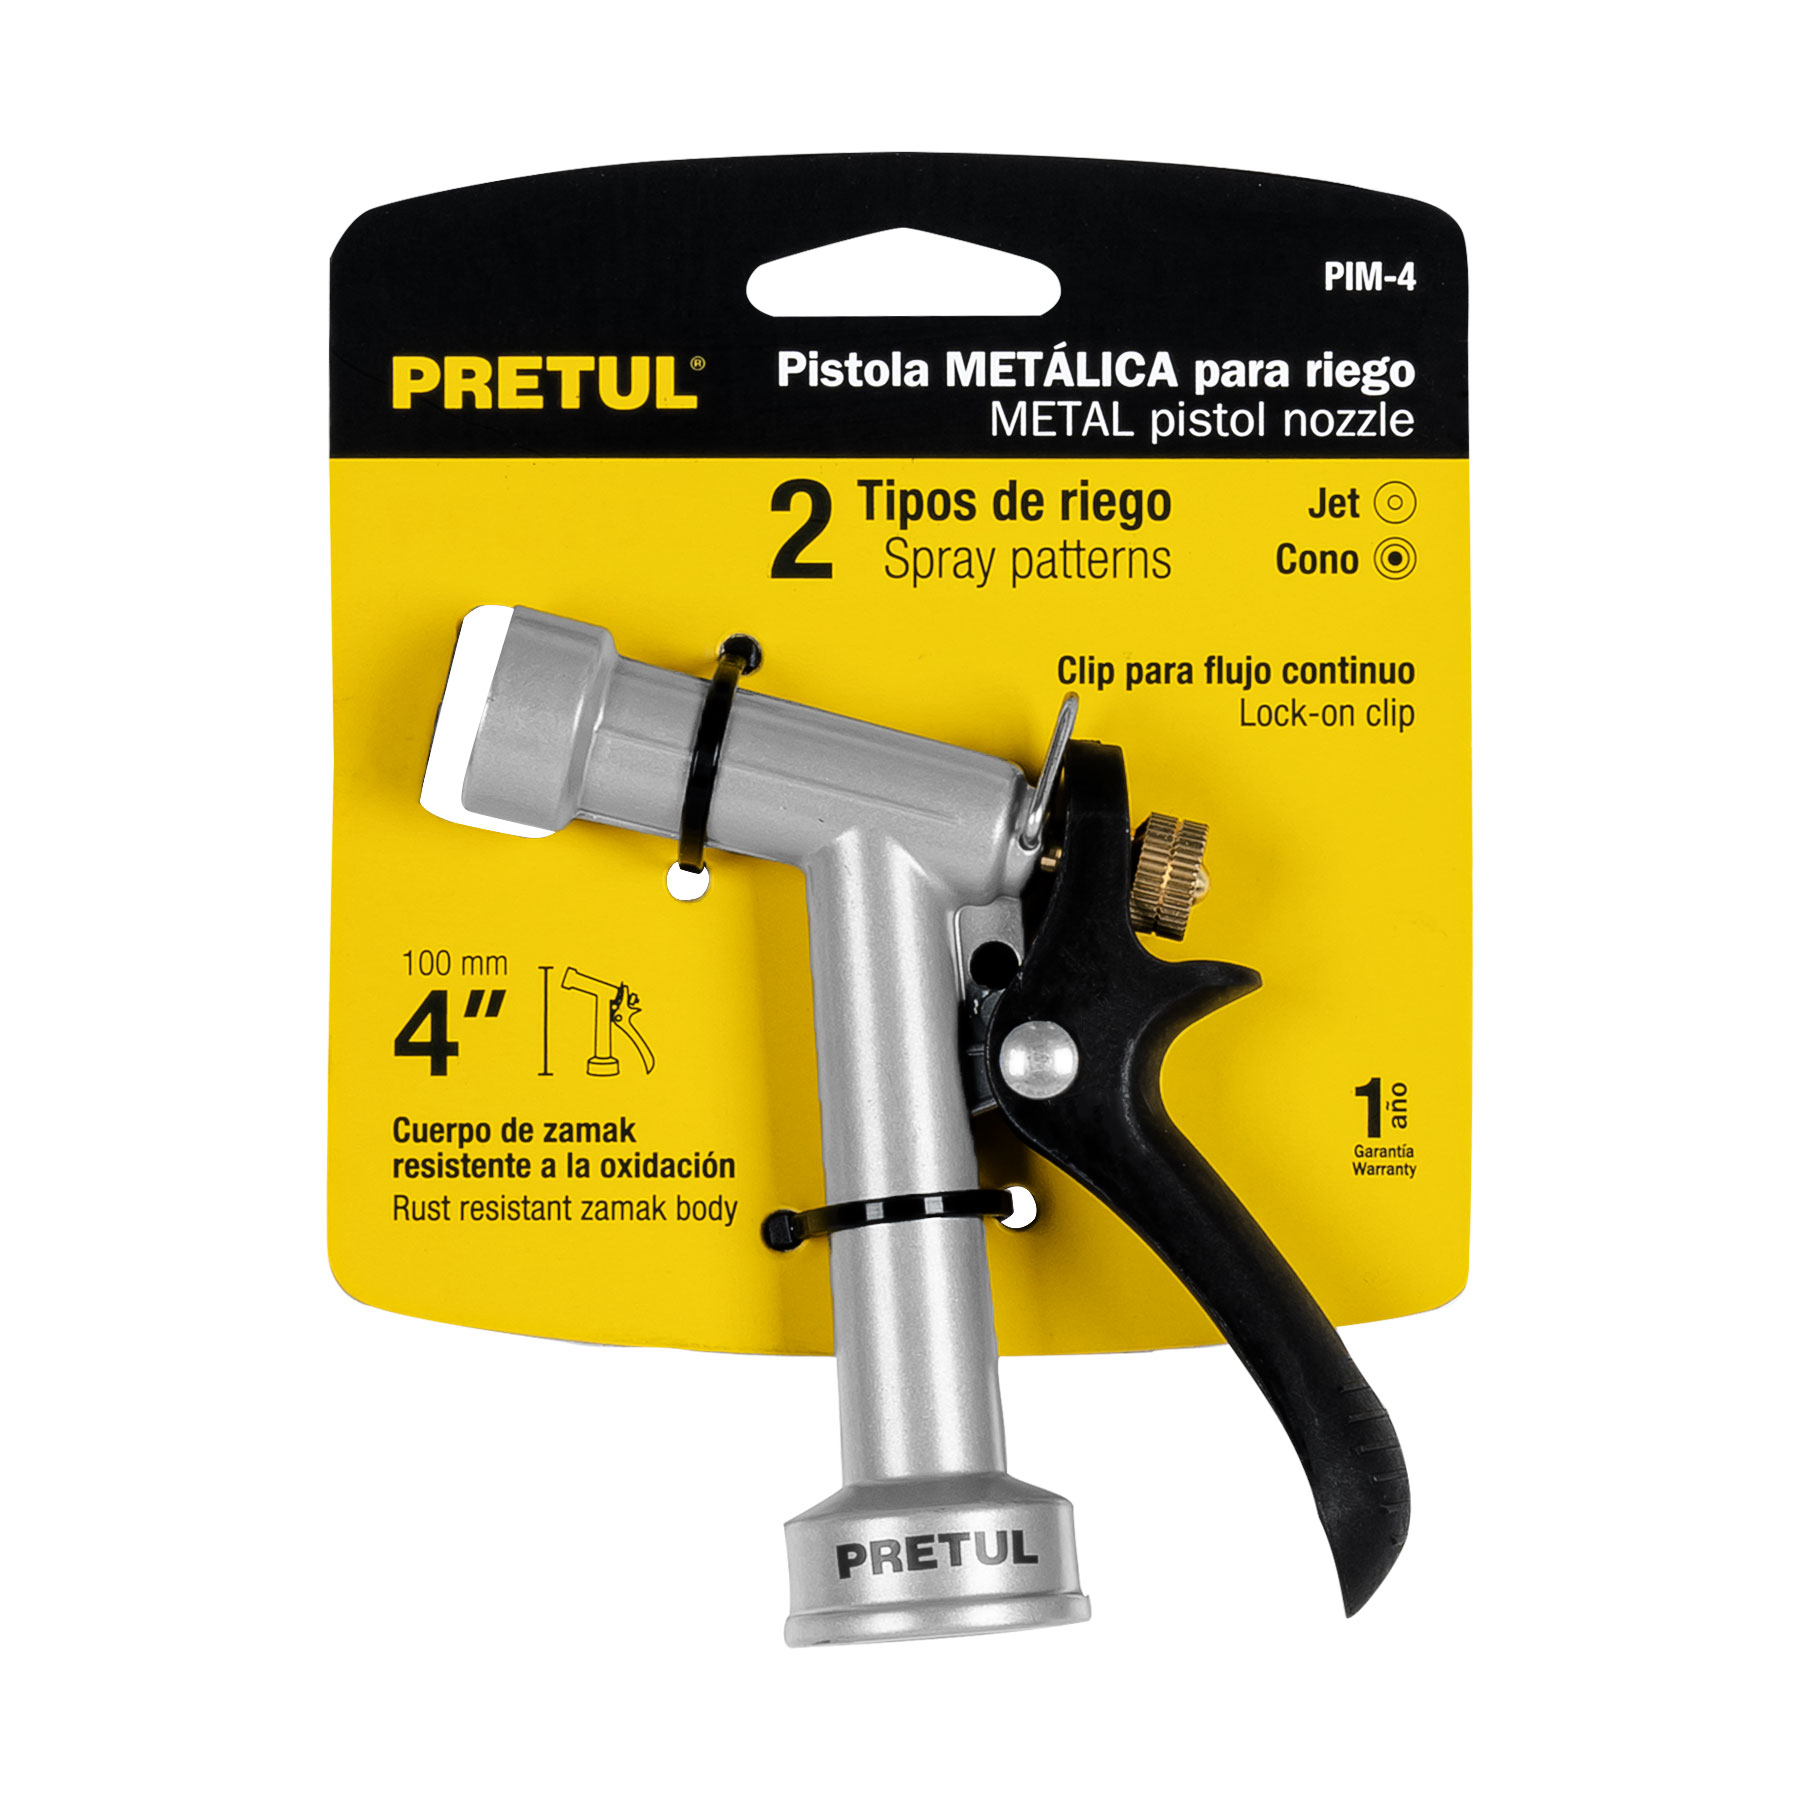 PIM-4
PRETUL®
Pistola METÁLICA para riego
METAL pistol nozzle
2 Tipos de riego
Spray patterns
Jet
Cono
Clip para flujo continuo
Lock-on clip
100 mm
4"
Cuerpo de zamak
resistente a la oxidación
Rust resistant zamak body
1 año
Garantía
Warranty
PRETUL